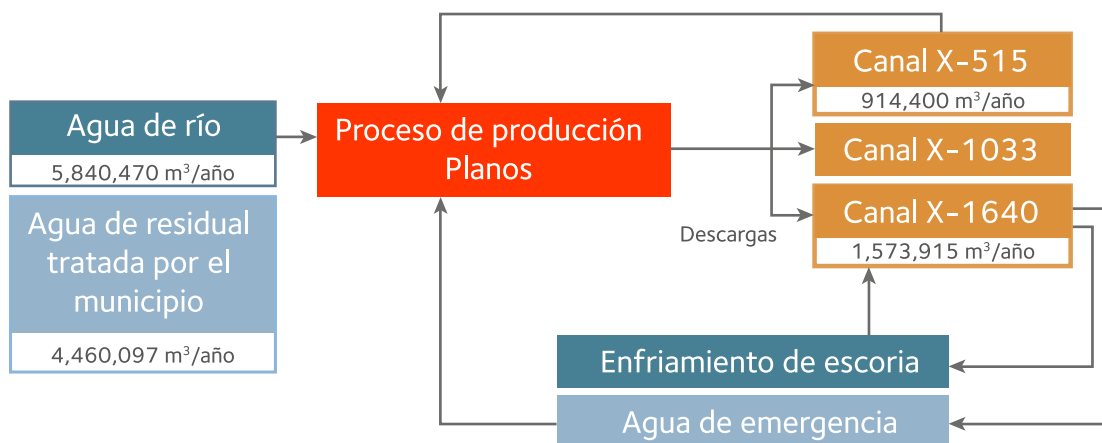 Agua de río
5,840,470 m³/año
Agua de residual
tratada por el
municipio
4,460,097 m³/año
Proceso de producción
Planos
Descargas
Canal X-515
914,400 m³/año
Canal X-1033
Canal X-1640
1,573,915 m³/año
Enfriamiento de escoria
Agua de emergencia